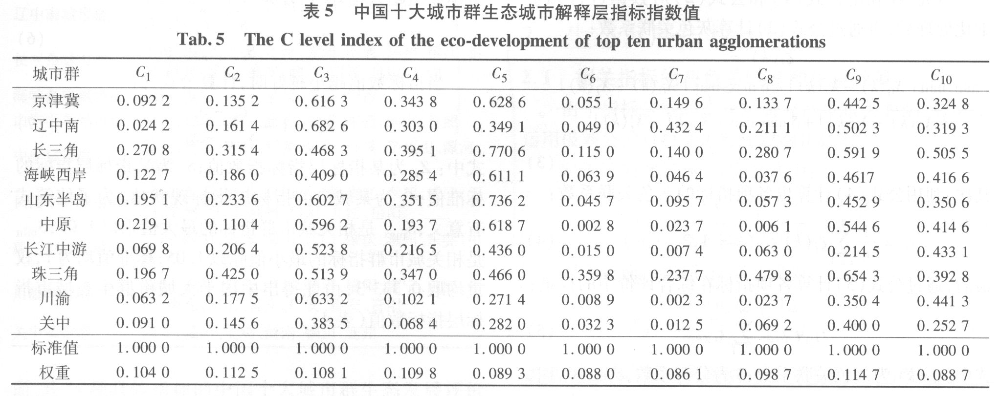 表 5 中国十大城市群生态城市解释层指标指数值
Tab. 5 The C level index of the eco-development of top ten urban agglomerations
城市群 C1 C2 C3 C4 C5 C6 C7 C8 C9 C10
京津冀 0.092 2 0.135 2 0.616 3 0.343 8 0.628 6 0.055 1 0.149 6 0.133 7 0.442 5 0.324 8
辽中南 0.024 2 0.161 4 0.682 6 0.303 0 0.349 1 0.049 0 0.432 4 0.211 1 0.502 3 0.319 3
长三角 0.270 8 0.315 4 0.468 3 0.395 1 0.770 6 0.115 0 0.140 0 0.280 7 0.591 9 0.505 5
海峡西岸 0.122 7 0.186 0 0.409 0 0.285 4 0.611 1 0.063 9 0.046 4 0.037 6 0.4617 0.416 6
山东半岛 0.195 1 0.233 6 0.602 7 0.351 5 0.736 2 0.045 7 0.095 7 0.057 3 0.452 9 0.350 6
中原 0.219 1 0.110 4 0.596 2 0.193 7 0.618 7 0.002 8 0.023 7 0.006 1 0.544 6 0.414 6
长江中游 0.069 8 0.206 4 0.523 8 0.216 5 0.436 0 0.015 0 0.007 4 0.063 0 0.214 5 0.433 1
珠三角 0.196 7 0.425 0 0.513 9 0.347 0 0.466 0 0.359 8 0.237 7 0.479 8 0.654 3 0.392 8
川渝 0.063 2 0.177 5 0.633 2 0.102 1 0.271 4 0.008 9 0.002 3 0.023 7 0.350 4 0.441 3
关中 0.091 0 0.145 6 0.383 5 0.068 4 0.282 0 0.032 3 0.012 5 0.069 2 0.400 0 0.252 7
标准值 1.000 0 1.000 0 1.000 0 1.000 0 1.000 0 1.000 0 1.000 0 1.000 0 1.000 0 1.000 0
权重 0.104 0 0.112 5 0.108 1 0.109 8 0.089 3 0.088 0 0.086 1 0.098 7 0.114 7 0.088 7